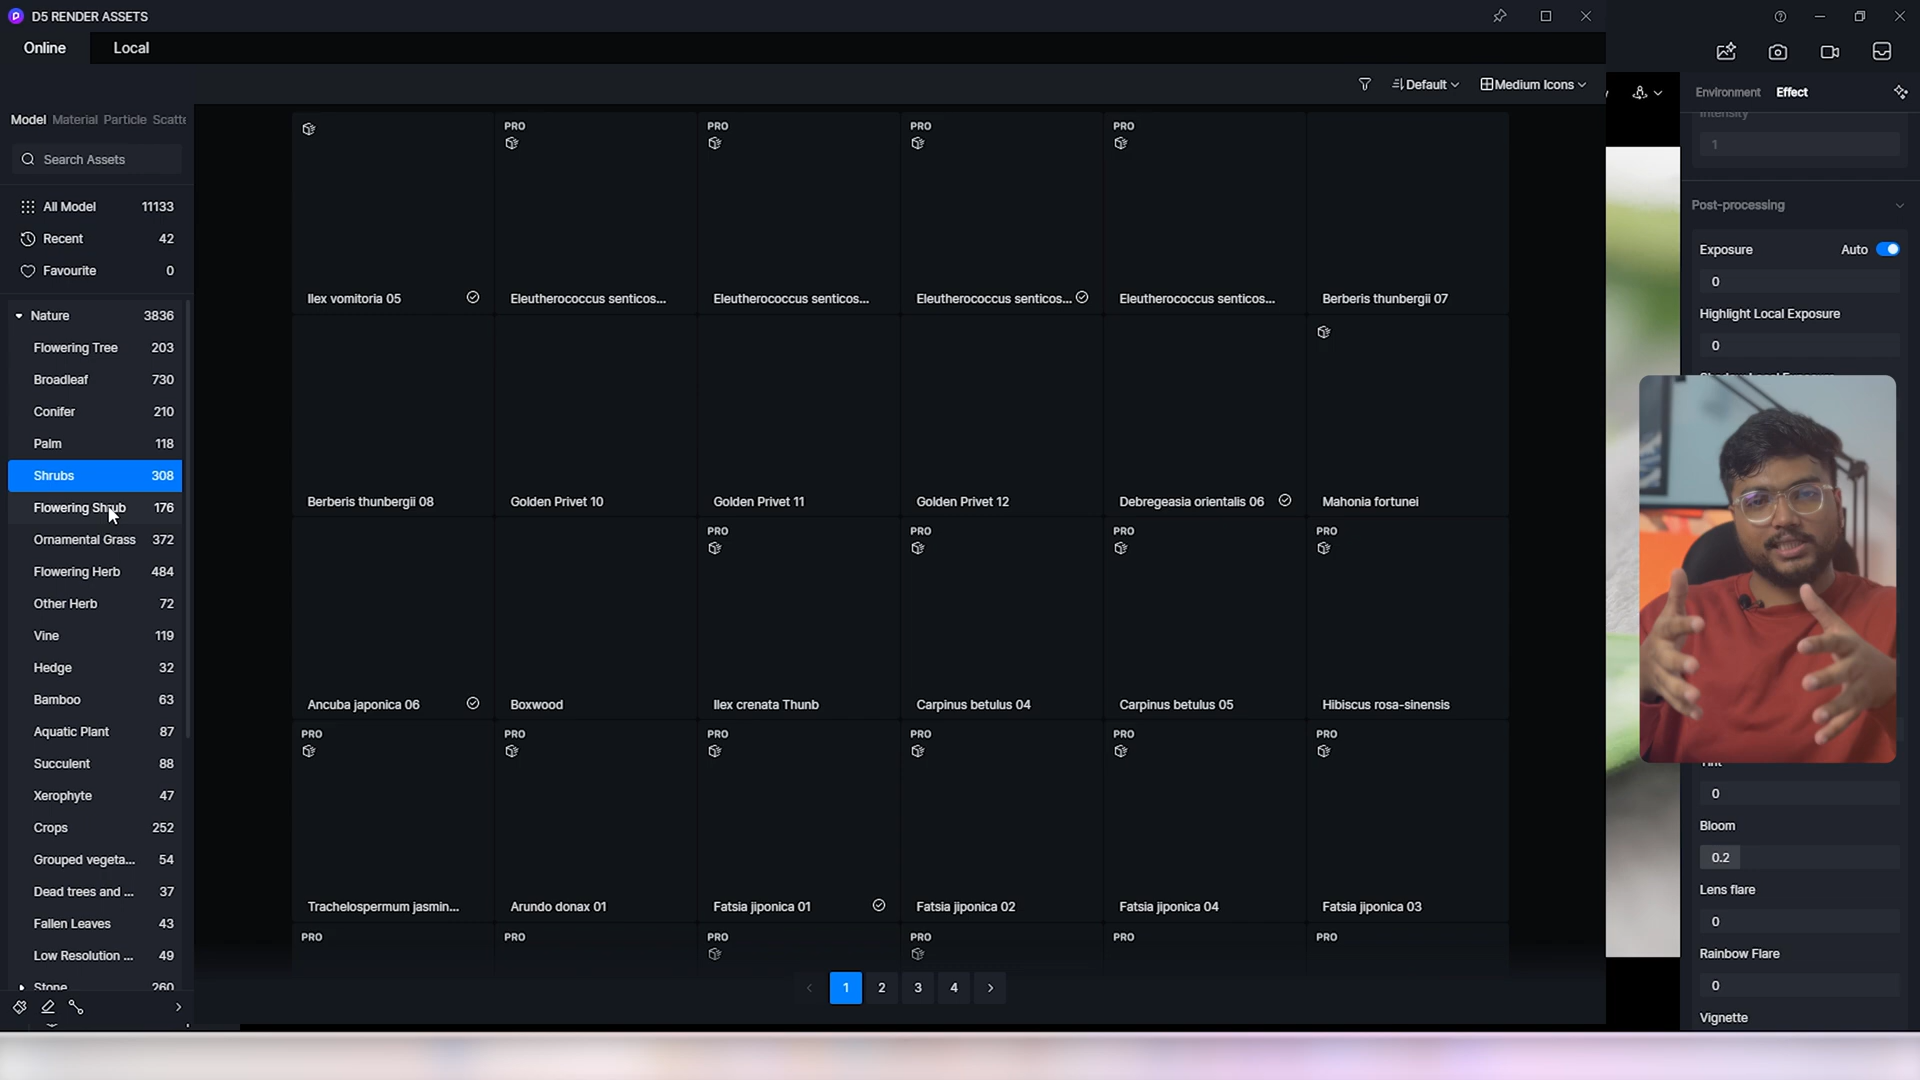 D5 RENDER ASSETS
Online Local
Default Medium Icons
Model Material Particle Scatte
Search Assets
All Model 11133
Recent 42
Favourite 0
Nature 3836
Flowering Tree 203
Broadleaf 730
Conifer 210
Palm 118
Shrubs 308
Flowering Shrub 176
Ornamental Grass 372
Flowering Herb 484
Other Herb 72
Vine 119
Hedge 32
Bamboo 63
Aquatic Plant 87
Succulent 88
Xerophyte 47
Crops 252
Grouped vegeta... 54
Dead trees and ... 37
Fallen Leaves 43
Low Resolution ... 49
Stone 260
PRO PRO PRO PRO
Ilex vomitoria 05 Eleutherococcus senticos... Eleutherococcus senticos... Eleutherococcus senticos... Eleutherococcus senticos... Berberis thunbergii 07
Berberis thunbergii 08 Golden Privet 10 Golden Privet 11 Golden Privet 12 Debregeasia orientalis 06 Mahonia fortunei
PRO PRO PRO PRO
Ancuba japonica 06 Boxwood Ilex crenata Thunb Carpinus betulus 04 Carpinus betulus 05 Hibiscus rosa-sinensis
PRO PRO PRO PRO PRO PRO
Trachelospermum jasmin... Arundo donax 01 Fatsia jiponica 01 Fatsia jiponica 02 Fatsia jiponica 04 Fatsia jiponica 03
PRO PRO PRO PRO PRO PRO
1 2 3 4
Environment Effect
Intensity
1
Post-processing
Exposure Auto
0
Highlight Local Exposure
0
Tint
0
Bloom
0.2
Lens flare
0
Rainbow Flare
0
Vignette